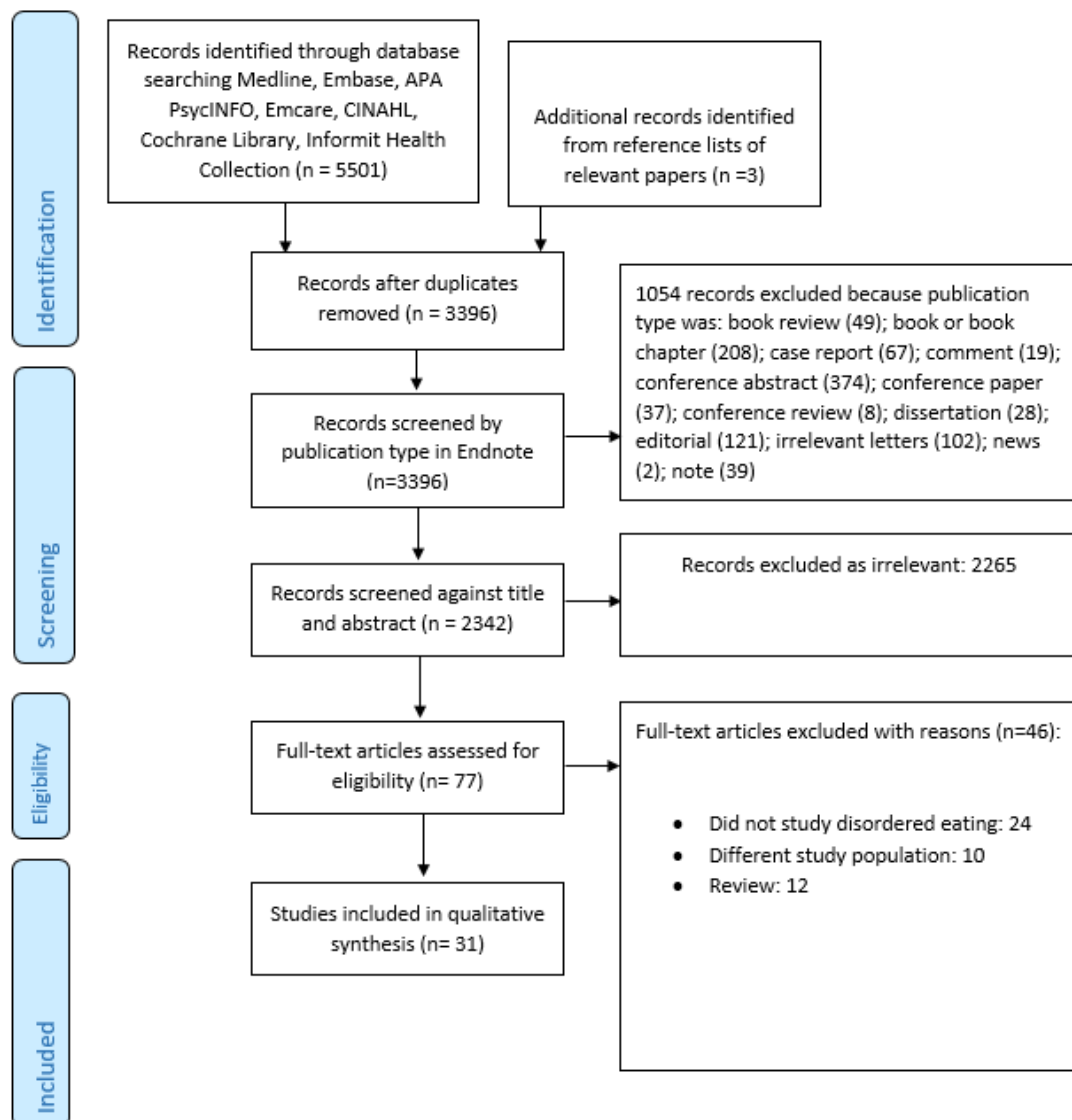 Identification
Records identified through database
searching Medline, Embase, APA
PsycINFO, Emcare, CINAHL,
Cochrane Library, Informit Health
Collection (n = 5501)
Additional records identified
from reference lists of
relevant papers (n =3)
Records after duplicates
removed (n = 3396)
Screening
Records screened by
publication type in Endnote
(n=3396)
1054 records excluded because publication
type was: book review (49); book or book
chapter (208); case report (67); comment (19);
conference abstract (374); conference paper
(37); conference review (8); dissertation (28);
editorial (121); irrelevant letters (102); news
(2); note (39)
Records screened against title
and abstract (n = 2342)
Records excluded as irrelevant: 2265
Eligibility
Full-text articles assessed for
eligibility (n= 77)
Full-text articles excluded with reasons (n=46):
• Did not study disordered eating: 24
• Different study population: 10
• Review: 12
Included
Studies included in qualitative
synthesis (n= 31)